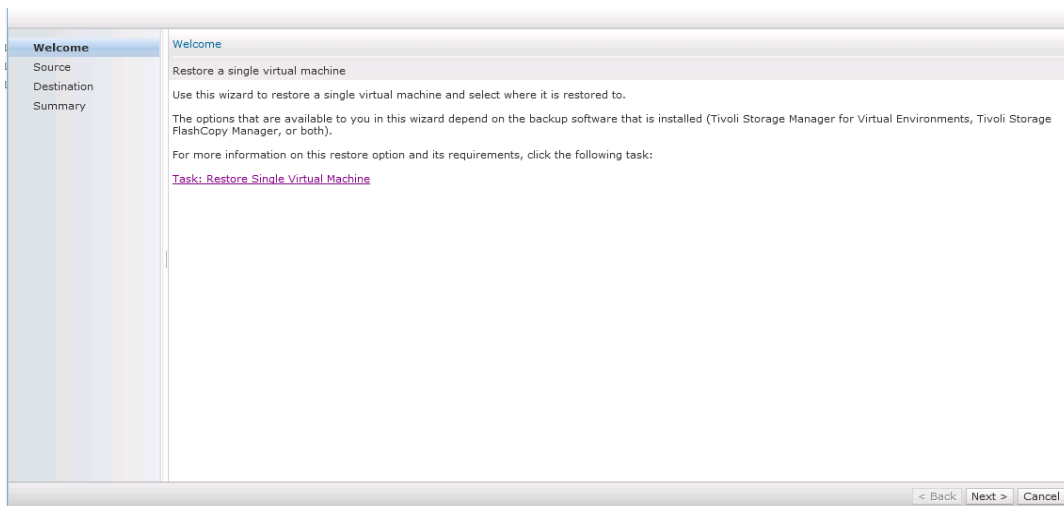 Welcome
Source
Destination
Summary
Welcome
Restore a single virtual machine
Use this wizard to restore a single virtual machine and select where it is restored to.
The options that are available to you in this wizard depend on the backup software that is installed (Tivoli Storage Manager for Virtual Environments, Tivoli Storage
FlashCopy Manager, or both).
For more information on this restore option and its requirements, click the following task:
Task: Restore Single Virtual Machine
< Back Next > Cancel